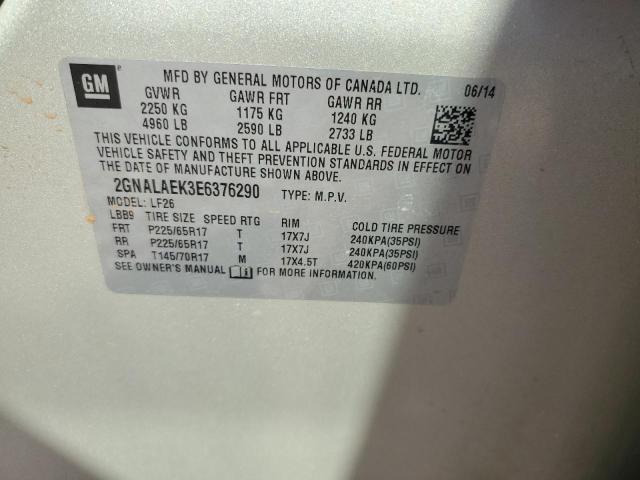 GM
MFD BY GENERAL MOTORS OF CANADA LTD. 06/14
GVWR GAWR FRT GAWR RR
2250 KG 1175 KG 1240 KG
4960 LB 2590 LB 2733 LB
THIS VEHICLE CONFORMS TO ALL APPLICABLE U.S. FEDERAL MOTOR
VEHICLE SAFETY AND THEFT PREVENTION STANDARDS IN EFFECT ON
THE DATE OF MANUFACTURE SHOWN ABOVE.
2GNALAEK3E6376290 TYPE: M.P.V.
MODEL: LF26
LBB9 TIRE SIZE SPEED RTG RIM COLD TIRE PRESSURE
FRT P225/65R17 T 17X7J 240KPA(35PSI)
RR P225/65R17 T 17X7J 240KPA(35PSI)
SPA T145/70R17 M 17X4.5T 420KPA(60PSI)
SEE OWNER'S MANUAL FOR MORE INFORMATION.